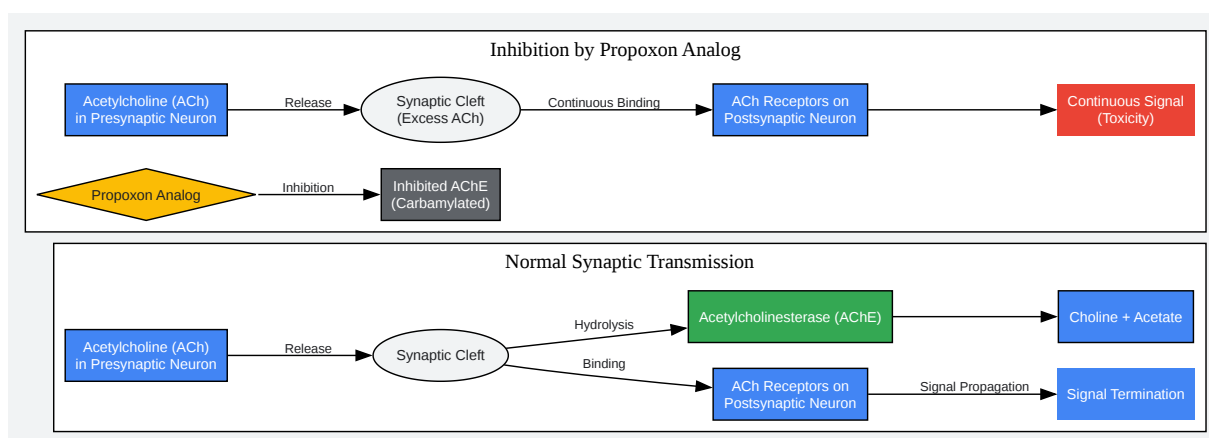 Inhibition by Propoxon Analog
Acetylcholine (ACh)
in Presynaptic Neuron
Release
Synaptic Cleft
(Excess ACh)
Continuous Binding
ACh Receptors on
Postsynaptic Neuron
Continuous Signal
(Toxicity)
Propoxon Analog
Inhibition
Inhibited AChE
(Carbamylated)
Normal Synaptic Transmission
Acetylcholine (ACh)
in Presynaptic Neuron
Release
Synaptic Cleft
Hydrolysis
Acetylcholinesterase (AChE)
Choline + Acetate
Binding
ACh Receptors on
Postsynaptic Neuron
Signal Propagation
Signal Termination